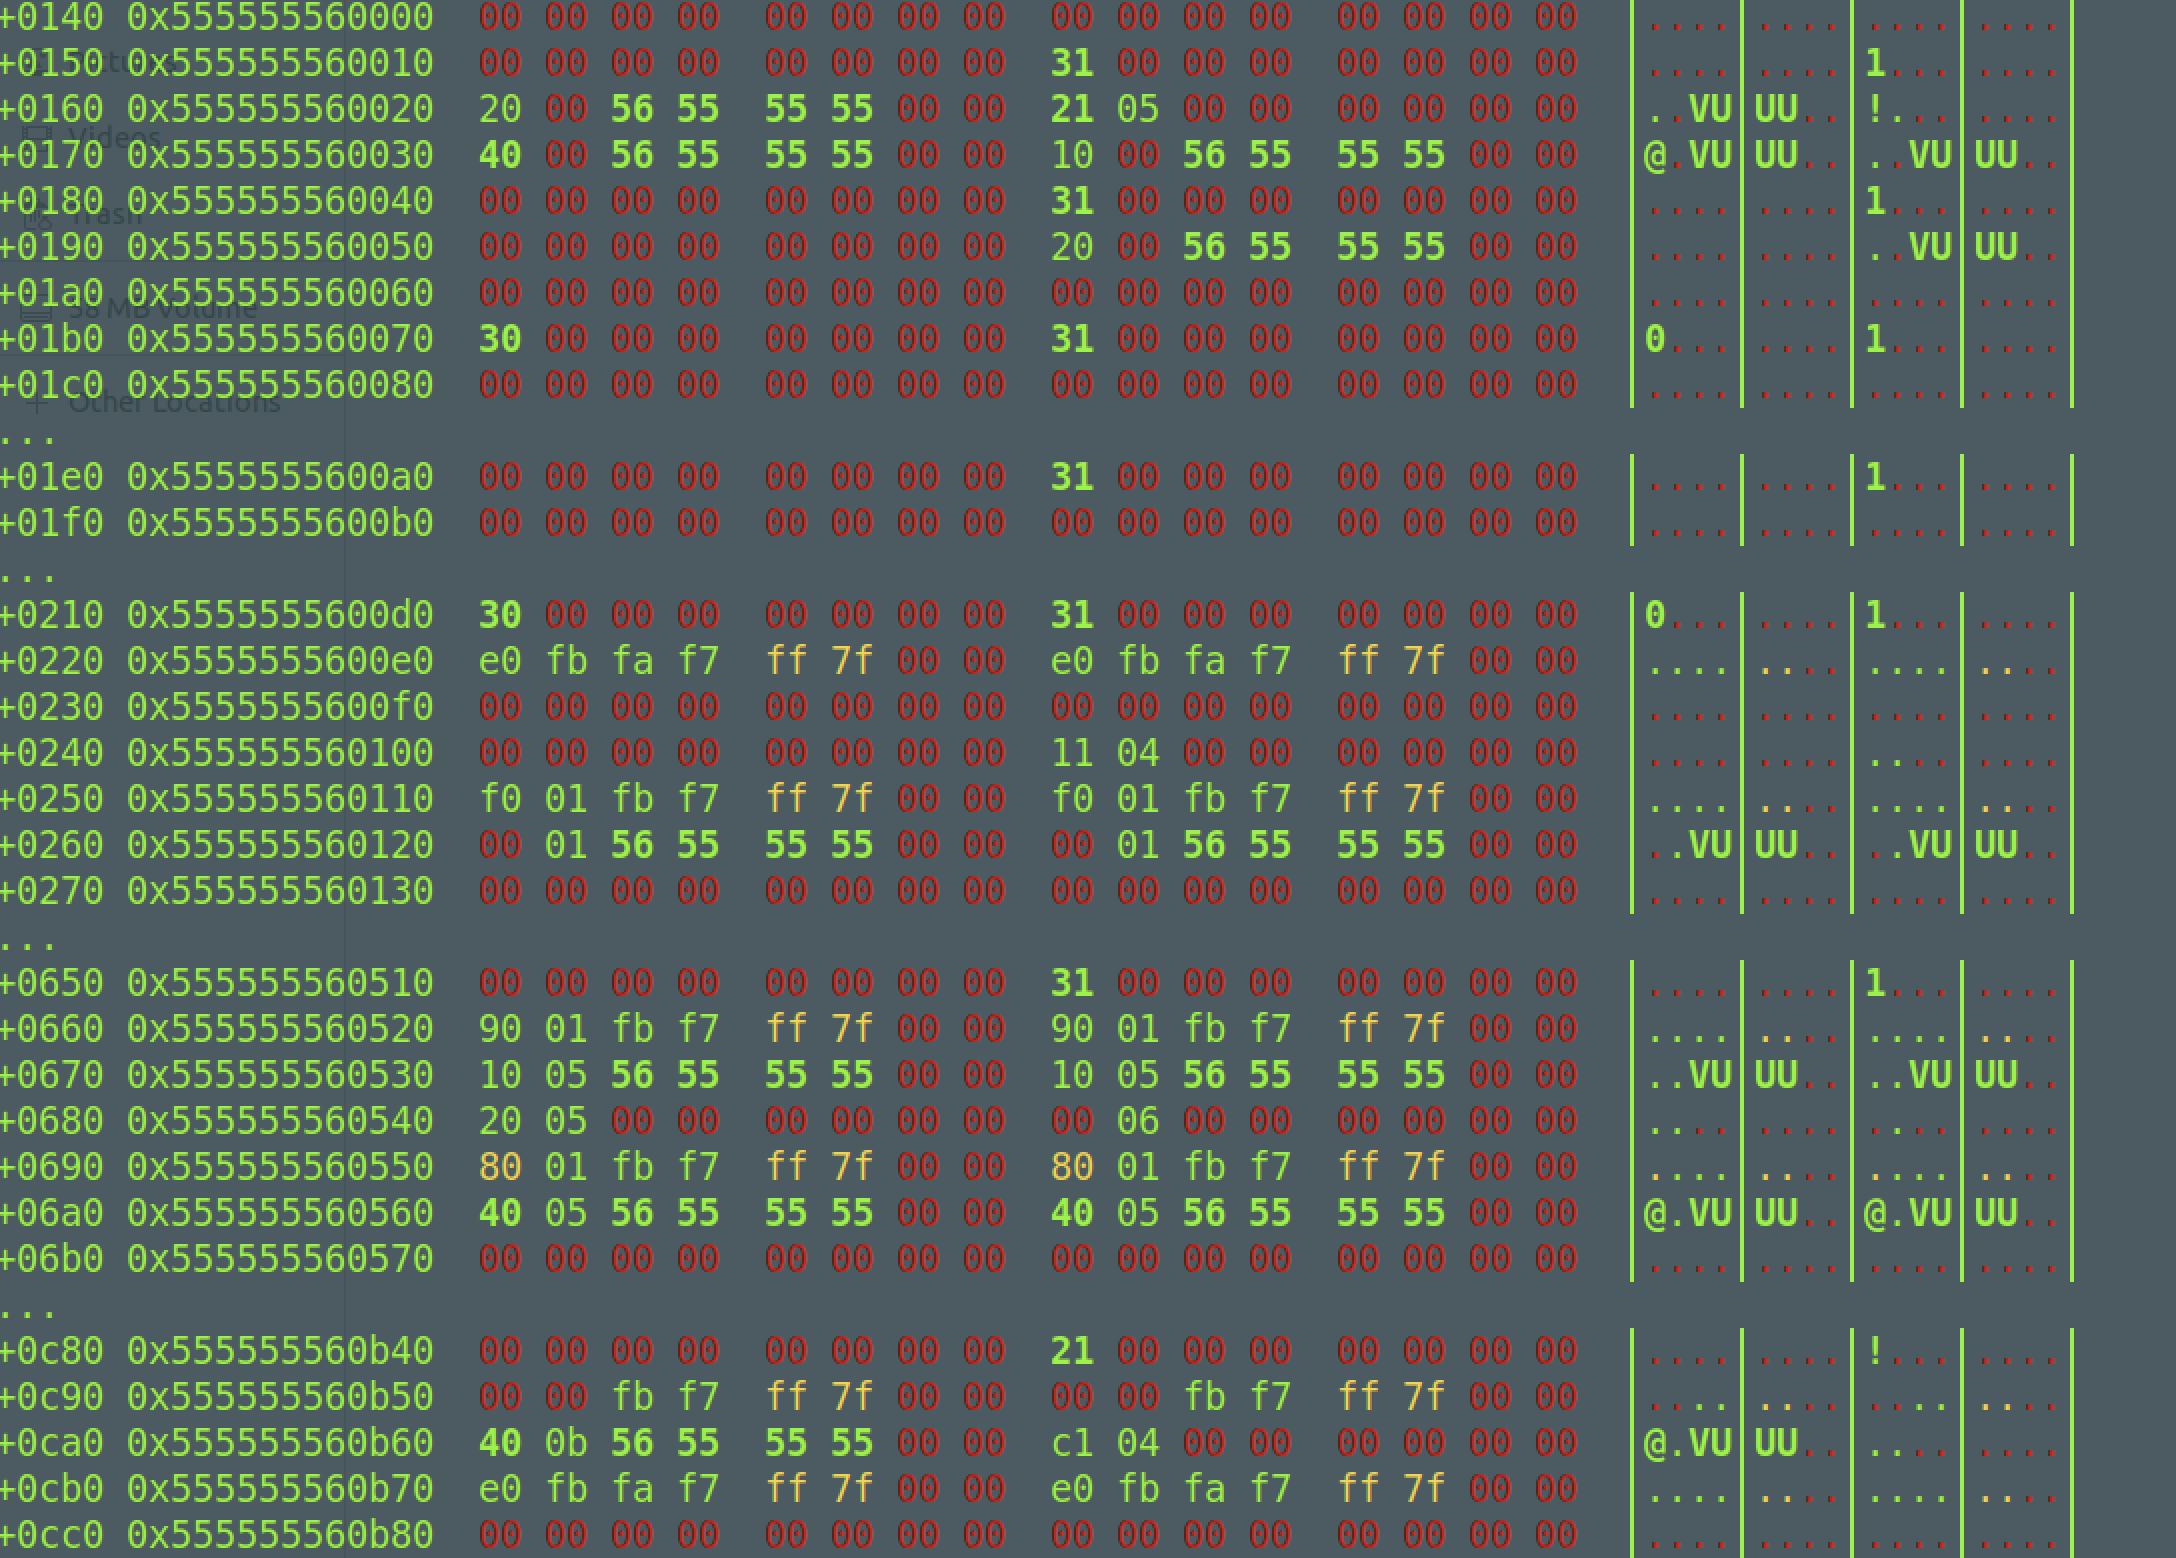 +0140 0x555555560000 00 00 00 00 00 00 00 00 00 00 00 00 00 00 00 00 |....|....|....|....|
+0150 0x555555560010 00 00 00 00 00 00 00 00 31 00 00 00 00 00 00 00 |....|....|1...|....|
+0160 0x555555560020 20 00 56 55 55 55 00 00 21 05 00 00 00 00 00 00 |..VU|UU..|!...|....|
+0170 0x555555560030 40 00 56 55 55 55 00 00 10 00 56 55 55 55 00 00 |@.VU|UU..|..VU|UU..|
+0180 0x555555560040 00 00 00 00 00 00 00 00 31 00 00 00 00 00 00 00 |....|....|1...|....|
+0190 0x555555560050 00 00 00 00 00 00 00 00 20 00 56 55 55 55 00 00 |....|....|..VU|UU..|
+01a0 0x555555560060 00 00 00 00 00 00 00 00 00 00 00 00 00 00 00 00 |....|....|....|....|
+01b0 0x555555560070 30 00 00 00 00 00 00 00 31 00 00 00 00 00 00 00 |0...|....|1...|....|
+01c0 0x555555560080 00 00 00 00 00 00 00 00 00 00 00 00 00 00 00 00 |....|....|....|....|
...
+01e0 0x5555555600a0 00 00 00 00 00 00 00 00 31 00 00 00 00 00 00 00 |....|....|1...|....|
+01f0 0x5555555600b0 00 00 00 00 00 00 00 00 00 00 00 00 00 00 00 00 |....|....|....|....|
...
+0210 0x5555555600d0 30 00 00 00 00 00 00 00 31 00 00 00 00 00 00 00 |0...|....|1...|....|
+0220 0x5555555600e0 e0 fb fa f7 ff 7f 00 00 e0 fb fa f7 ff 7f 00 00 |....|....|....|....|
+0230 0x5555555600f0 00 00 00 00 00 00 00 00 00 00 00 00 00 00 00 00 |....|....|....|....|
+0240 0x555555560100 00 00 00 00 00 00 00 00 11 04 00 00 00 00 00 00 |....|....|....|....|
+0250 0x555555560110 f0 01 fb f7 ff 7f 00 00 f0 01 fb f7 ff 7f 00 00 |....|....|....|....|
+0260 0x555555560120 00 01 56 55 55 55 00 00 00 01 56 55 55 55 00 00 |..VU|UU..|..VU|UU..|
+0270 0x555555560130 00 00 00 00 00 00 00 00 00 00 00 00 00 00 00 00 |....|....|....|....|
...
+0650 0x555555560510 00 00 00 00 00 00 00 00 31 00 00 00 00 00 00 00 |....|....|1...|....|
+0660 0x555555560520 90 01 fb f7 ff 7f 00 00 90 01 fb f7 ff 7f 00 00 |....|....|....|....|
+0670 0x555555560530 10 05 56 55 55 55 00 00 10 05 56 55 55 55 00 00 |..VU|UU..|..VU|UU..|
+0680 0x555555560540 20 05 00 00 00 00 00 00 00 06 00 00 00 00 00 00 |....|....|....|....|
+0690 0x555555560550 80 01 fb f7 ff 7f 00 00 80 01 fb f7 ff 7f 00 00 |....|....|....|....|
+06a0 0x555555560560 40 05 56 55 55 55 00 00 40 05 56 55 55 55 00 00 |@.VU|UU..|@.VU|UU..|
+06b0 0x555555560570 00 00 00 00 00 00 00 00 00 00 00 00 00 00 00 00 |....|....|....|....|
...
+0c80 0x555555560b40 00 00 00 00 00 00 00 00 21 00 00 00 00 00 00 00 |....|....|!...|....|
+0c90 0x555555560b50 00 00 fb f7 ff 7f 00 00 00 00 fb f7 ff 7f 00 00 |....|....|....|....|
+0ca0 0x555555560b60 40 0b 56 55 55 55 00 00 c1 04 00 00 00 00 00 00 |@.VU|UU..|....|....|
+0cb0 0x555555560b70 e0 fb fa f7 ff 7f 00 00 e0 fb fa f7 ff 7f 00 00 |....|....|....|....|
+0cc0 0x555555560b80 00 00 00 00 00 00 00 00 00 00 00 00 00 00 00 00 |....|....|....|....|
Pictures
Videos
Trash
38 MB Volume
Other Locations